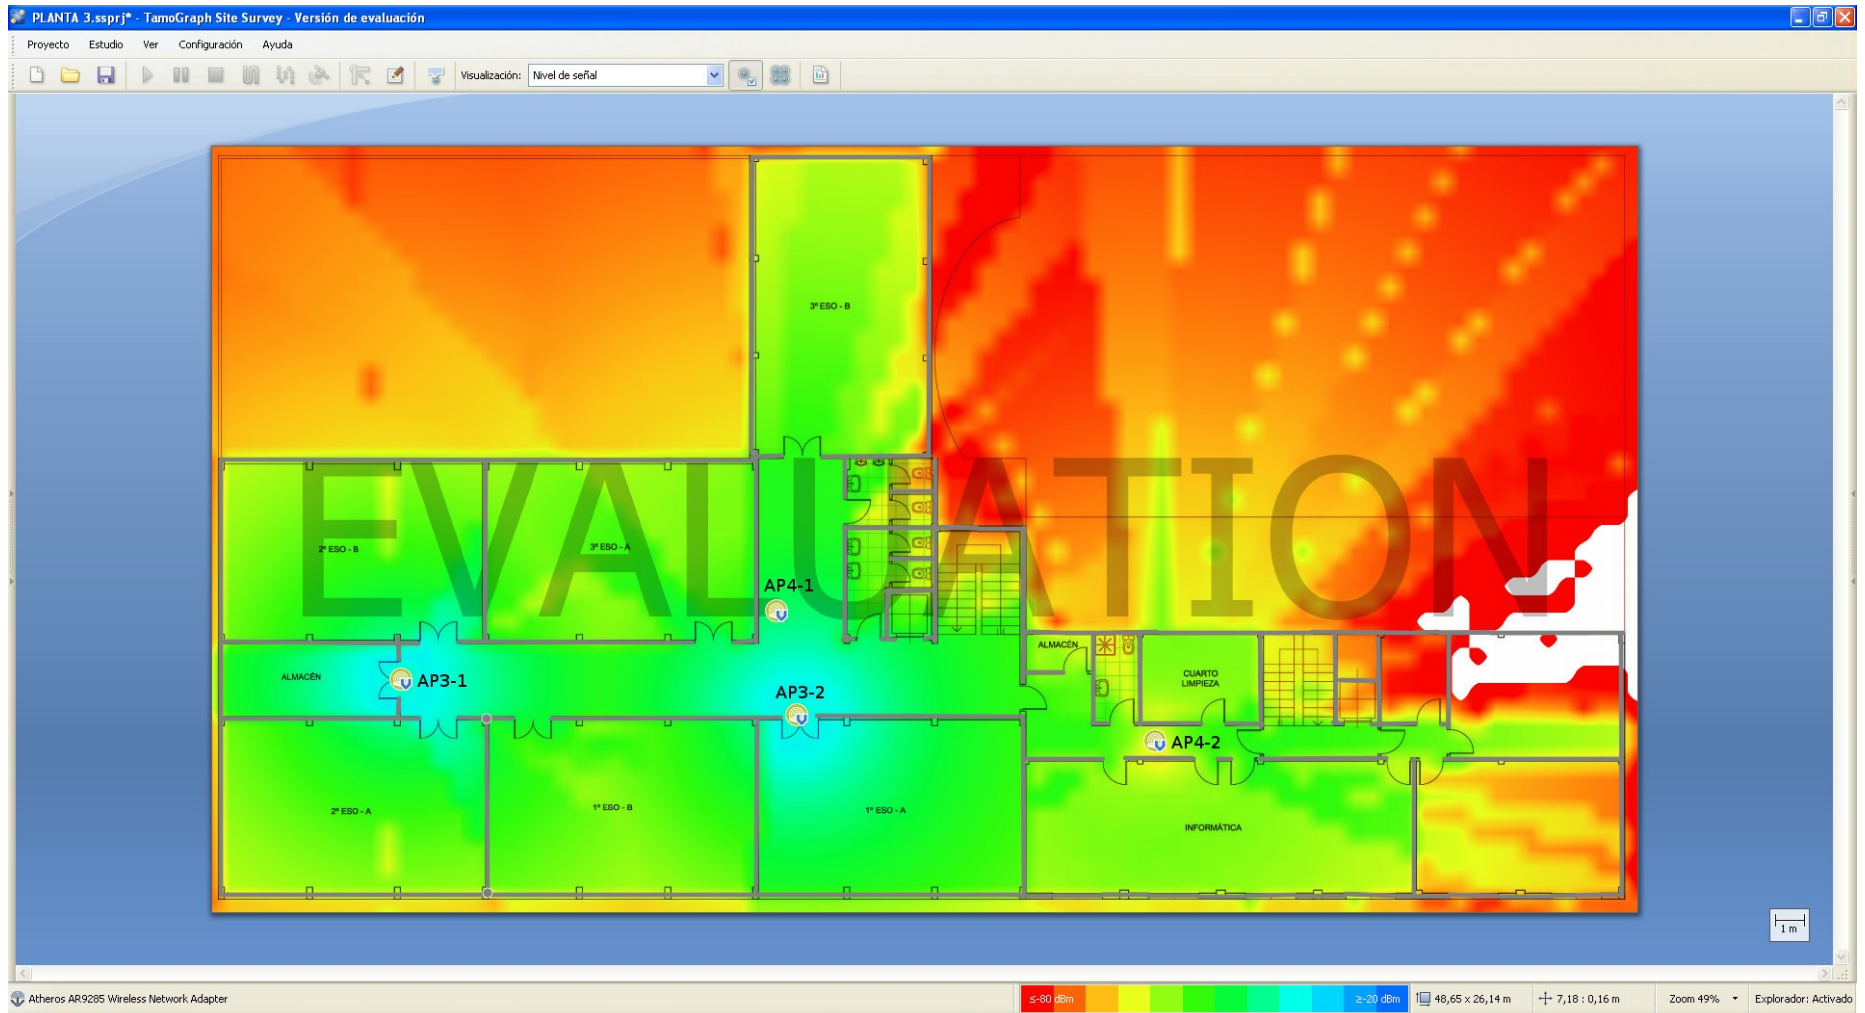 PLANTA 3.ssprj* - TamoGraph Site Survey - Versión de evaluación
Proyecto Estudio Ver Configuración Ayuda
Visualización: Nivel de señal
3º ESO - B
EVALUATION
2º ESO - B
3º ESO - A
AP4-1
ALMACÉN
CUARTO
LIMPIEZA
ALMACÉN
AP3-1
AP3-2
AP4-2
2º ESO - A
1º ESO - B
1º ESO - A
INFORMÁTICA
1 m
Atheros AR9285 Wireless Network Adapter
≤-80 dBm
≥-20 dBm
48,65 x 26,14 m
7,18 : 0,16 m
Zoom 49%
Explorador: Activado